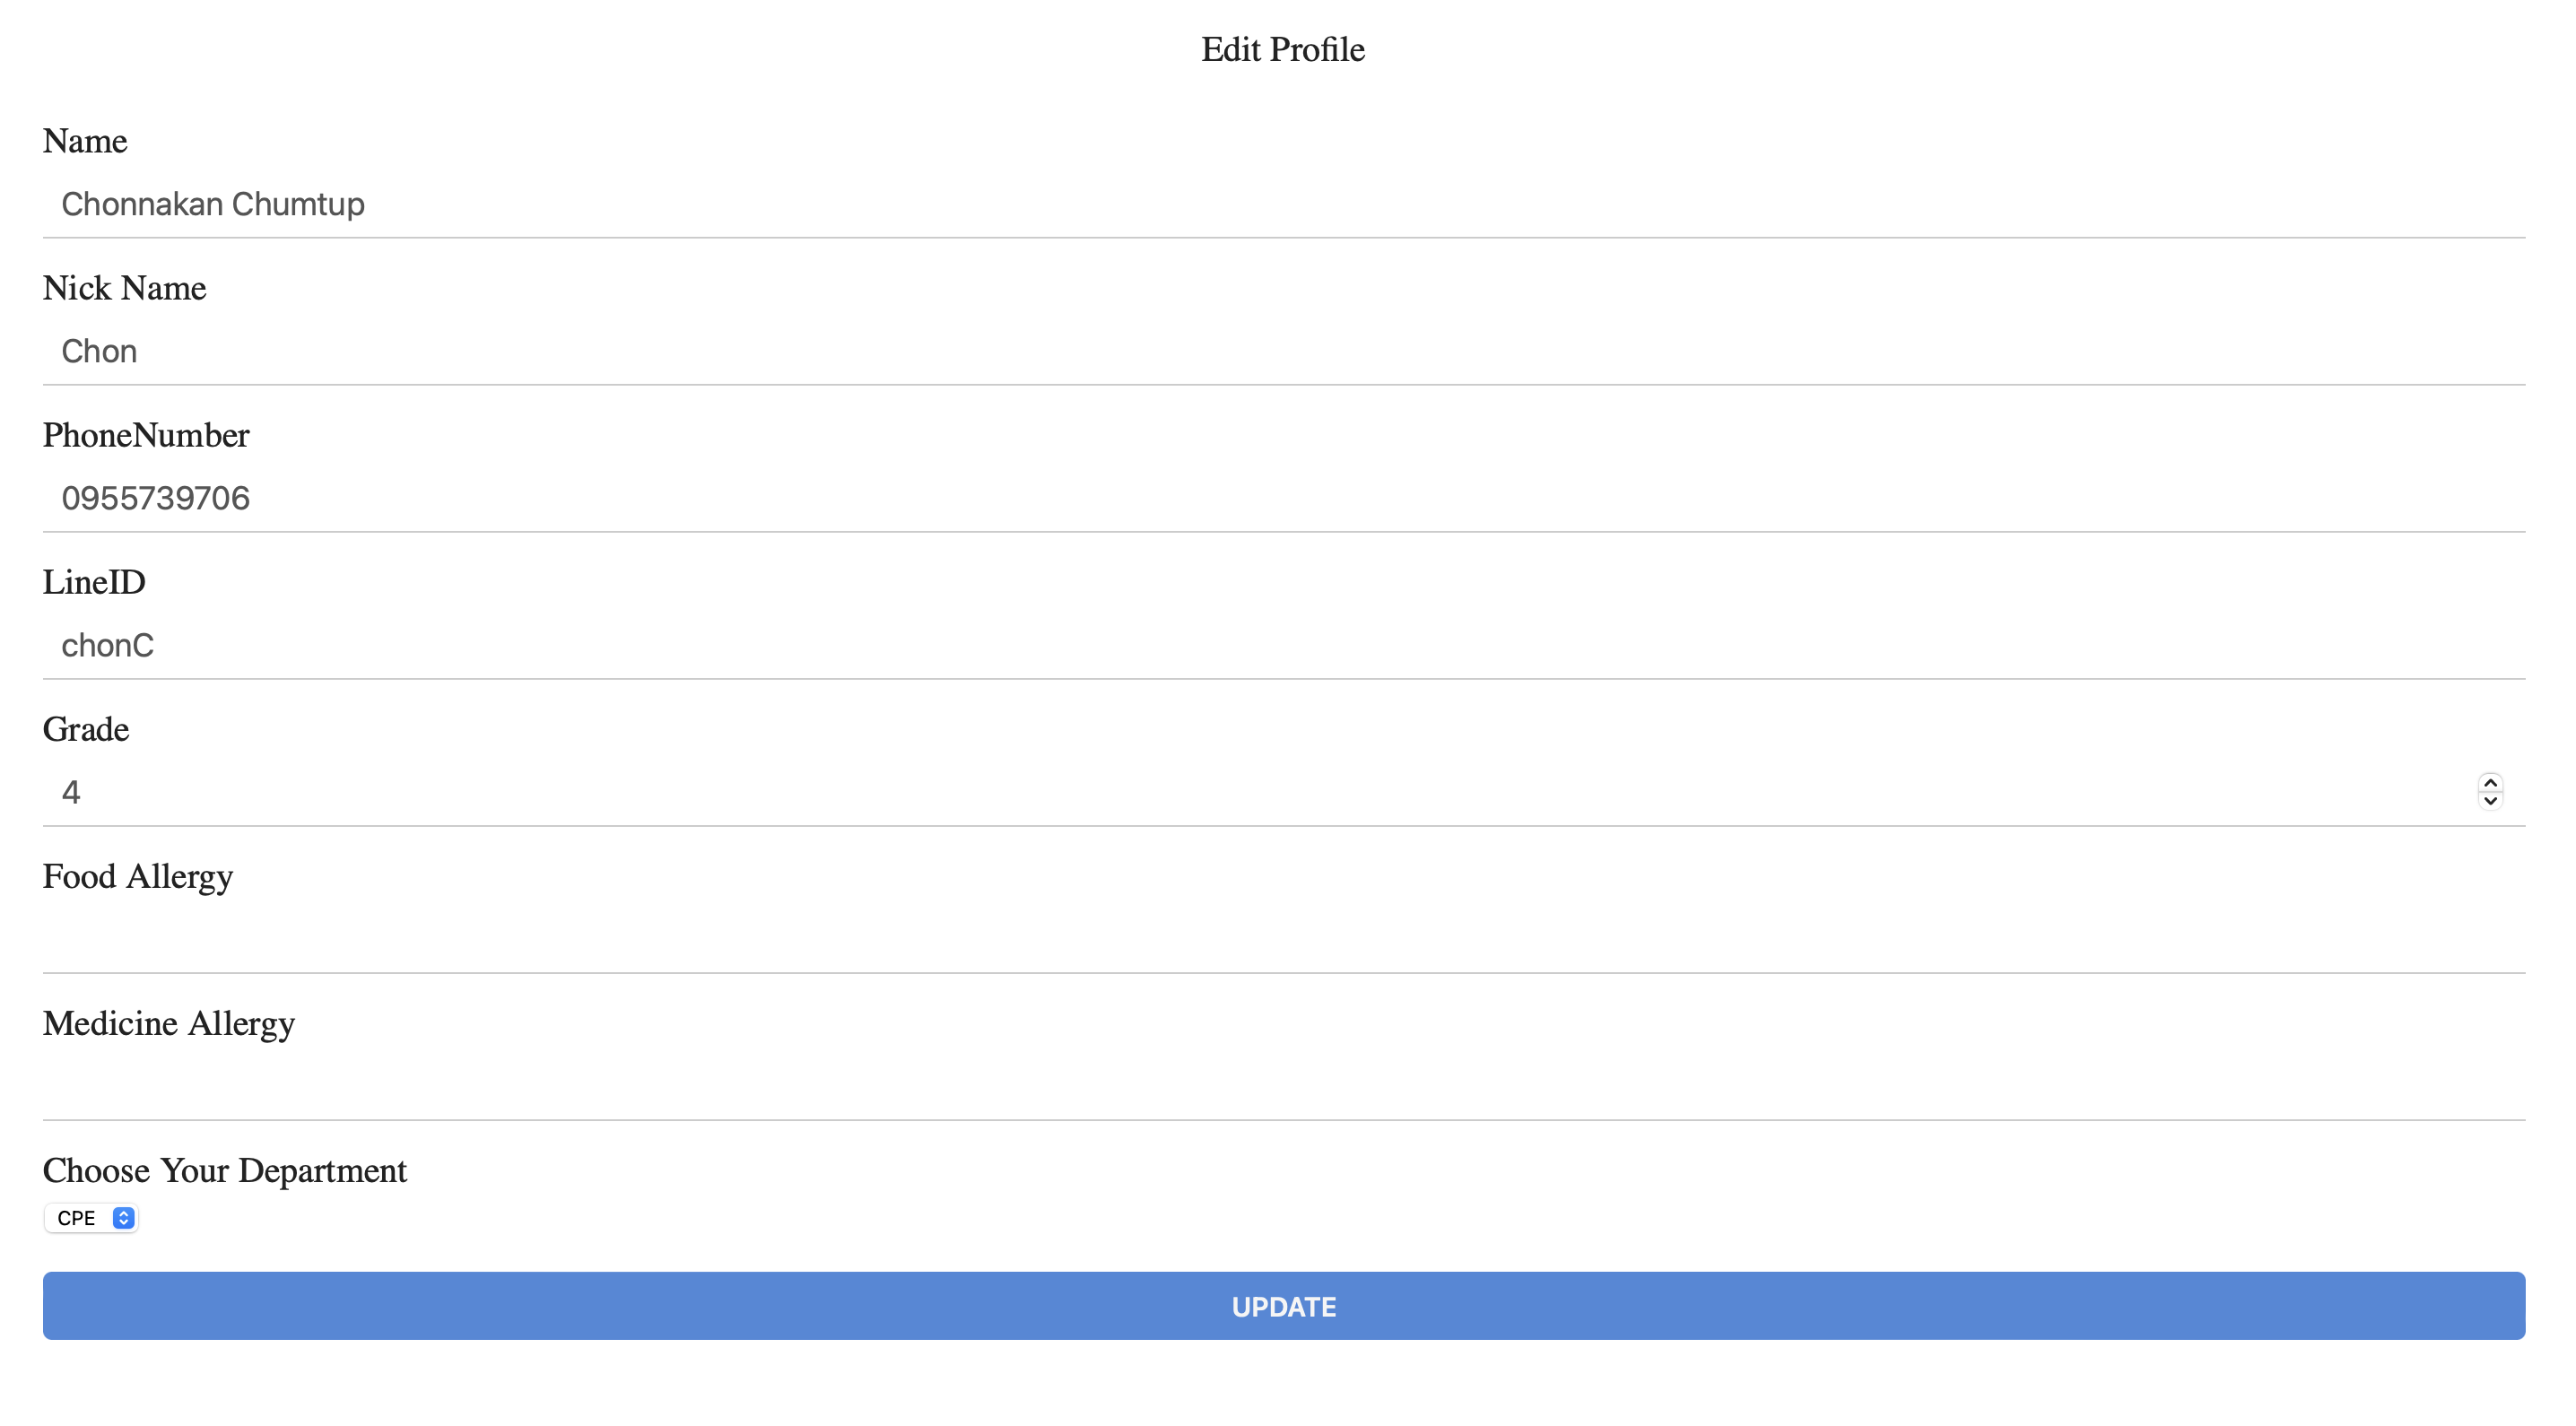 Edit Profile
Name
Chonnakan Chumtup
Nick Name
Chon
PhoneNumber
0955739706
LineID
chonC
Grade
4
Food Allergy
Medicine Allergy
Choose Your Department
CPE
UPDATE